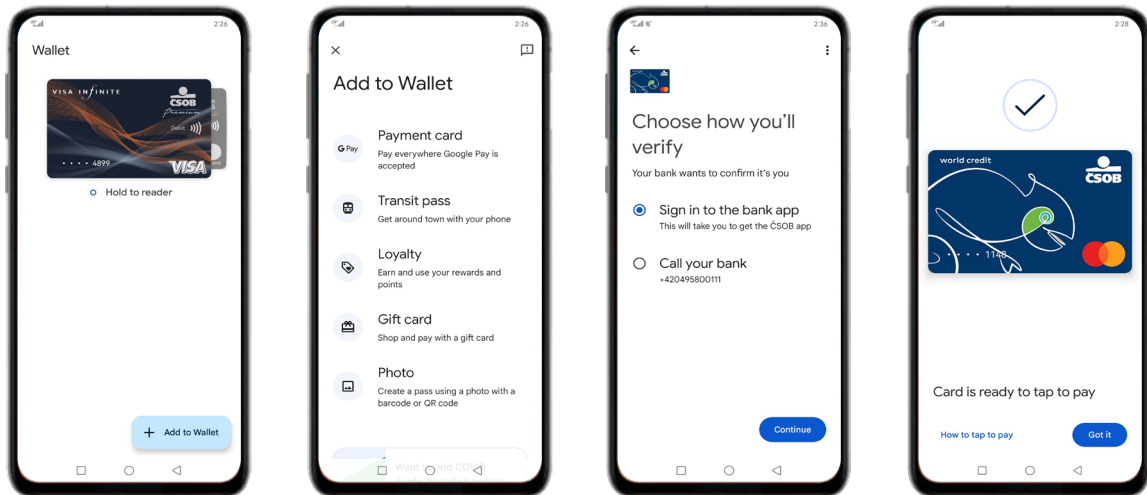 2:26
Wallet
VISA INFINITE
ČSOB
Premium
Debit
• • • • 4899
VISA
Hold to reader
+ Add to Wallet
2:26
Add to Wallet
G Pay
Payment card
Pay everywhere Google Pay is
accepted
Transit pass
Get around town with your phone
Loyalty
Earn and use your rewards and
points
Gift card
Shop and pay with a gift card
Photo
Create a pass using a photo with a
barcode or QR code
Want to add COVID
2:36
Choose how you'll
verify
Your bank wants to confirm it's you
Sign in to the bank app
This will take you to get the ČSOB app
Call your bank
+420495800111
Continue
2:28
world credit
ČSOB
• • • • 1148
Card is ready to tap to pay
How to tap to pay
Got it